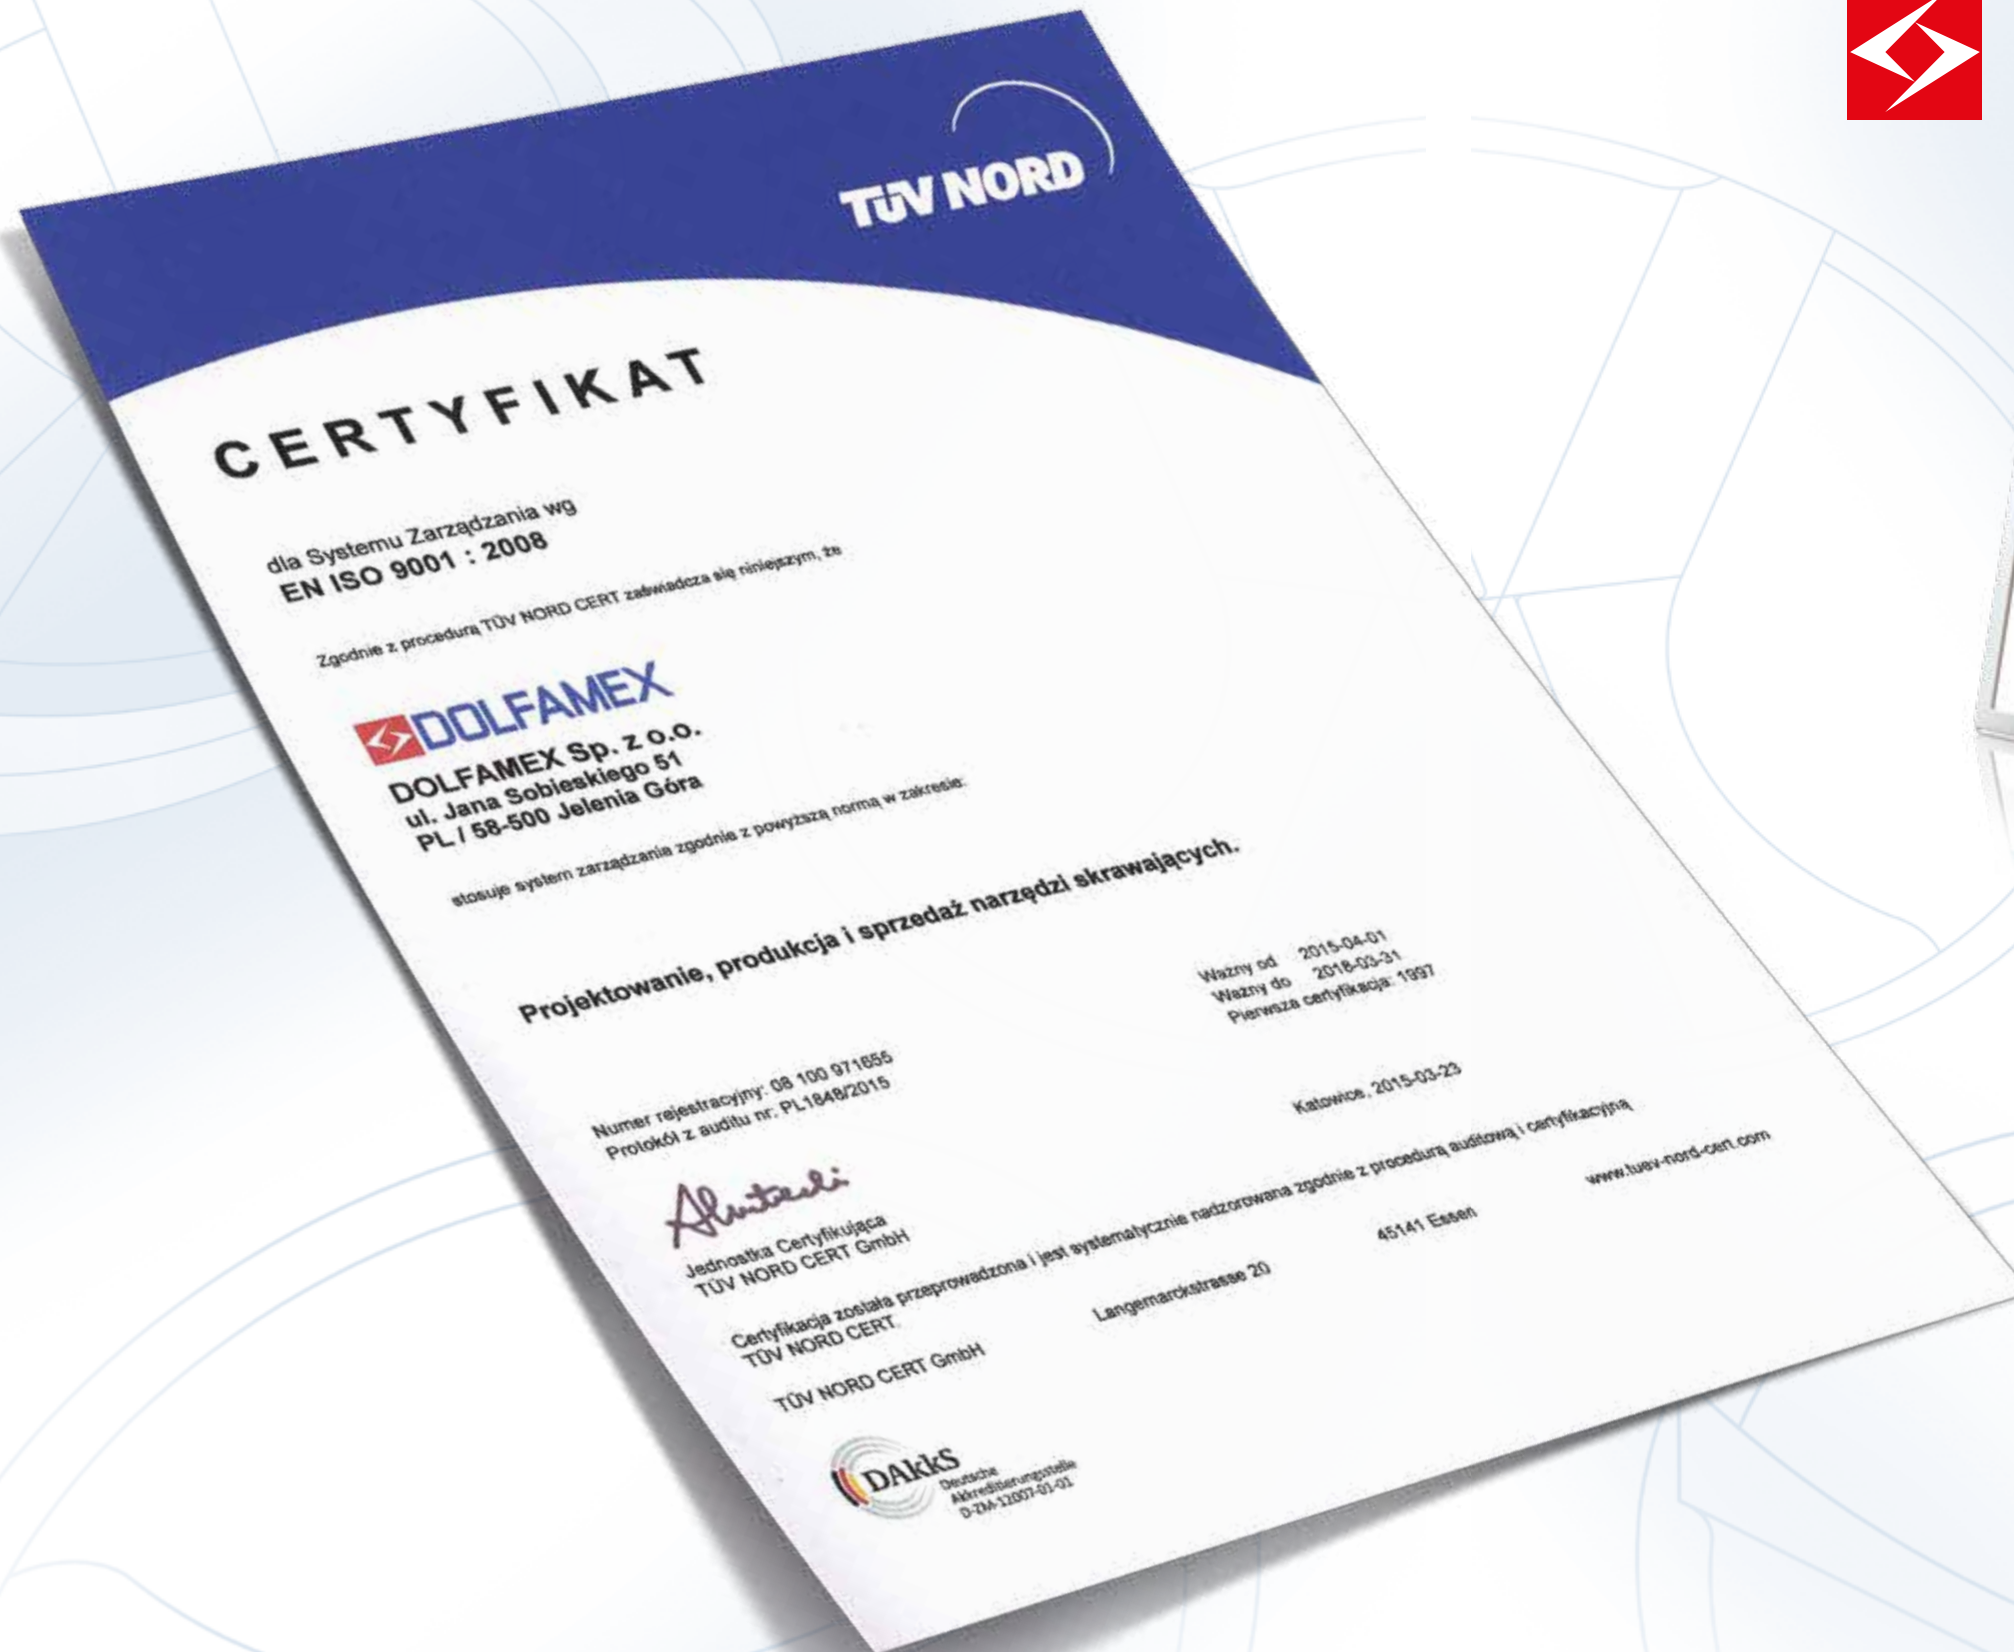 TÜV NORD
CERTYFIKAT
dla Systemu Zarządzania wg
EN ISO 9001 : 2008
Zgodnie z procedurą TÜV NORD CERT zaświadcza się niniejszym, że
DOLFAMEX
DOLFAMEX Sp. z o.o.
ul. Jana Sobieskiego 51
PL / 58-500 Jelenia Góra
stosuje system zarządzania zgodnie z powyższą normą w zakresie:
Projektowanie, produkcja i sprzedaż narzędzi skrawających.
Ważny od 2015-04-01
Ważny do 2018-03-31
Pierwsza certyfikacja: 1997
Numer rejestracyjny: 08 100 971655
Protokół z auditu nr: PL1848/2015
Katowice, 2015-03-23
Jednostka Certyfikująca
TÜV NORD CERT GmbH
Certyfikacja została przeprowadzona i jest systematycznie nadzorowana zgodnie z procedurą auditową i certyfikacyjną
TÜV NORD CERT.
TÜV NORD CERT GmbH Langemarckstrasse 20 45141 Essen www.tuev-nord-cert.com
DAkkS
Deutsche
Akkreditierungsstelle
D-ZM-12007-01-01